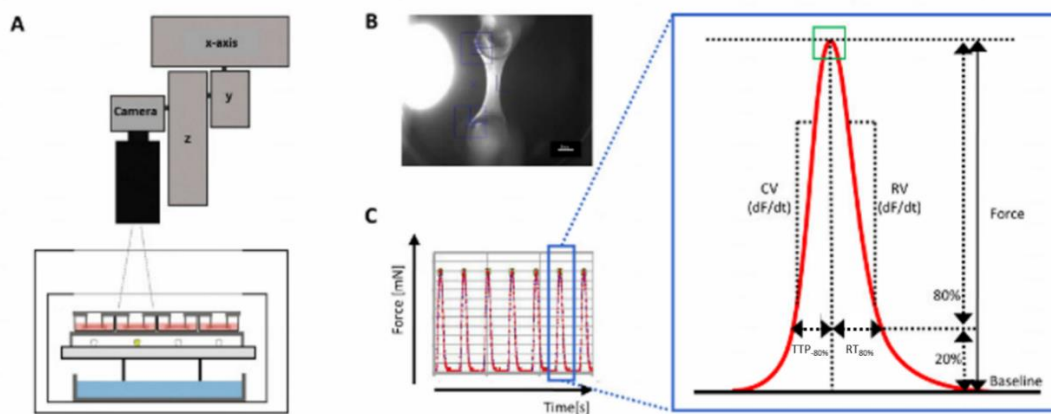 A
x-axis
y
Camera
z
B
C
Force [mN]
Time[s]
CV
(dF/dt)
RV
(dF/dt)
Force
80%
TTP-80%
RT80%
20%
Baseline